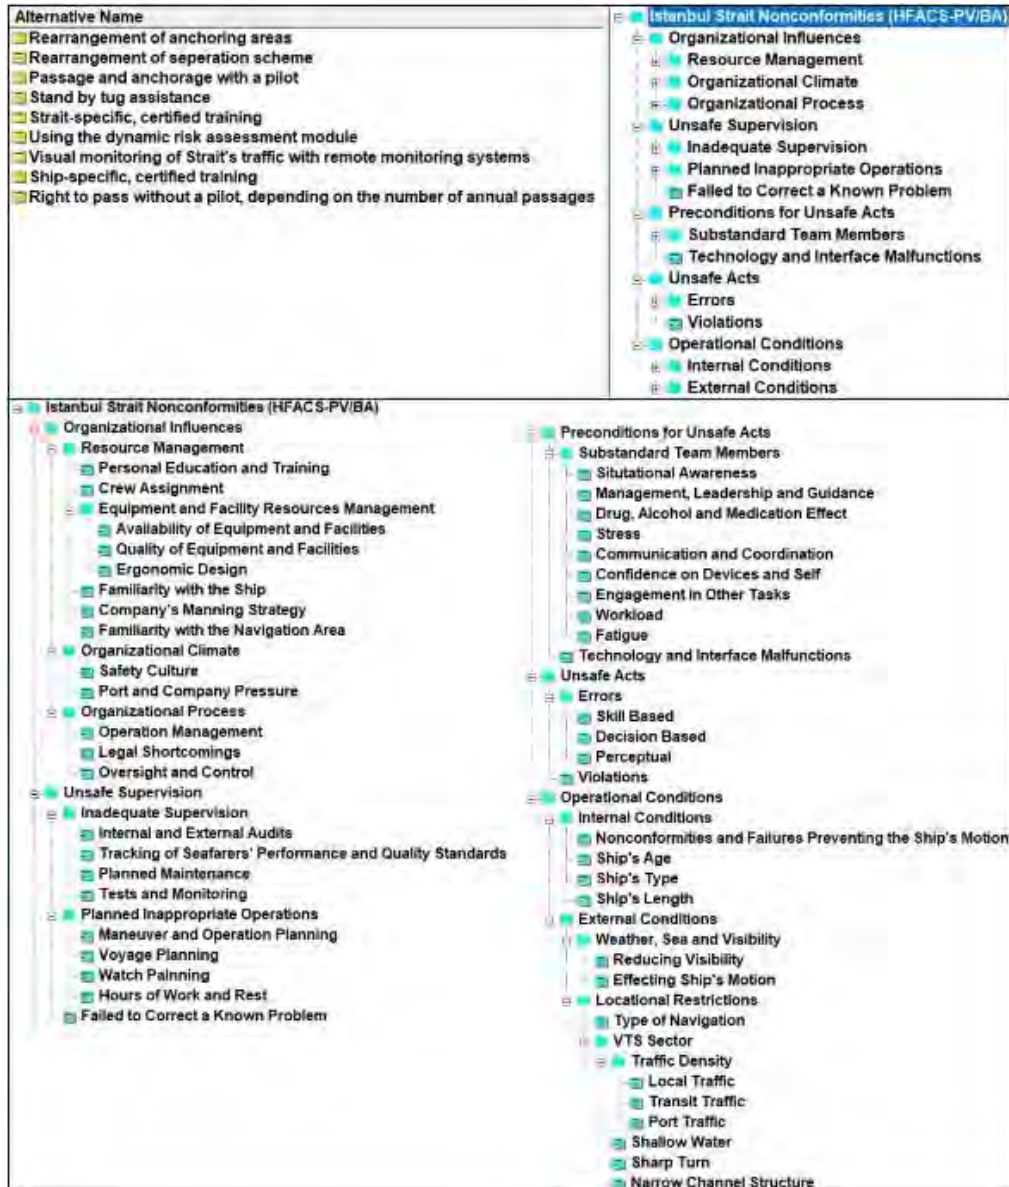 Alternative Name
Rearrangement of anchoring areas
Rearrangement of seperation scheme
Passage and anchorage with a pilot
Stand by tug assistance
Strait-specific, certified training
Using the dynamic risk assessment module
Visual monitoring of Strait's traffic with remote monitoring systems
Ship-specific, certified training
Right to pass without a pilot, depending on the number of annual passages
Istanbul Strait Nonconformities (HFACS-PV/BA)
Organizational Influences
Resource Management
Organizational Climate
Organizational Process
Unsafe Supervision
Inadequate Supervision
Planned Inappropriate Operations
Failed to Correct a Known Problem
Preconditions for Unsafe Acts
Substandard Team Members
Technology and Interface Malfunctions
Unsafe Acts
Errors
Violations
Operational Conditions
Internal Conditions
External Conditions
Istanbul Strait Nonconformities (HFACS-PV/BA)
Organizational Influences
Resource Management
Personal Education and Training
Crew Assignment
Equipment and Facility Resources Management
Availability of Equipment and Facilities
Quality of Equipment and Facilities
Ergonomic Design
Familiarity with the Ship
Company's Manning Strategy
Familiarity with the Navigation Area
Organizational Climate
Safety Culture
Port and Company Pressure
Organizational Process
Operation Management
Legal Shortcomings
Oversight and Control
Unsafe Supervision
Inadequate Supervision
Internal and External Audits
Tracking of Seafarers' Performance and Quality Standards
Planned Maintenance
Tests and Monitoring
Planned Inappropriate Operations
Maneuver and Operation Planning
Voyage Planning
Watch Palnning
Hours of Work and Rest
Failed to Correct a Known Problem
Preconditions for Unsafe Acts
Substandard Team Members
Situtational Awareness
Management, Leadership and Guidance
Drug, Alcohol and Medication Effect
Stress
Communication and Coordination
Confidence on Devices and Self
Engagement in Other Tasks
Workload
Fatigue
Technology and Interface Malfunctions
Unsafe Acts
Errors
Skill Based
Decision Based
Perceptual
Violations
Operational Conditions
Internal Conditions
Nonconformities and Failures Preventing the Ship's Motion
Ship's Age
Ship's Type
Ship's Length
External Conditions
Weather, Sea and Visibility
Reducing Visibility
Effecting Ship's Motion
Locational Restrictions
Type of Navigation
VTS Sector
Traffic Density
Local Traffic
Transit Traffic
Port Traffic
Shallow Water
Sharp Turn
Narrow Channel Structure